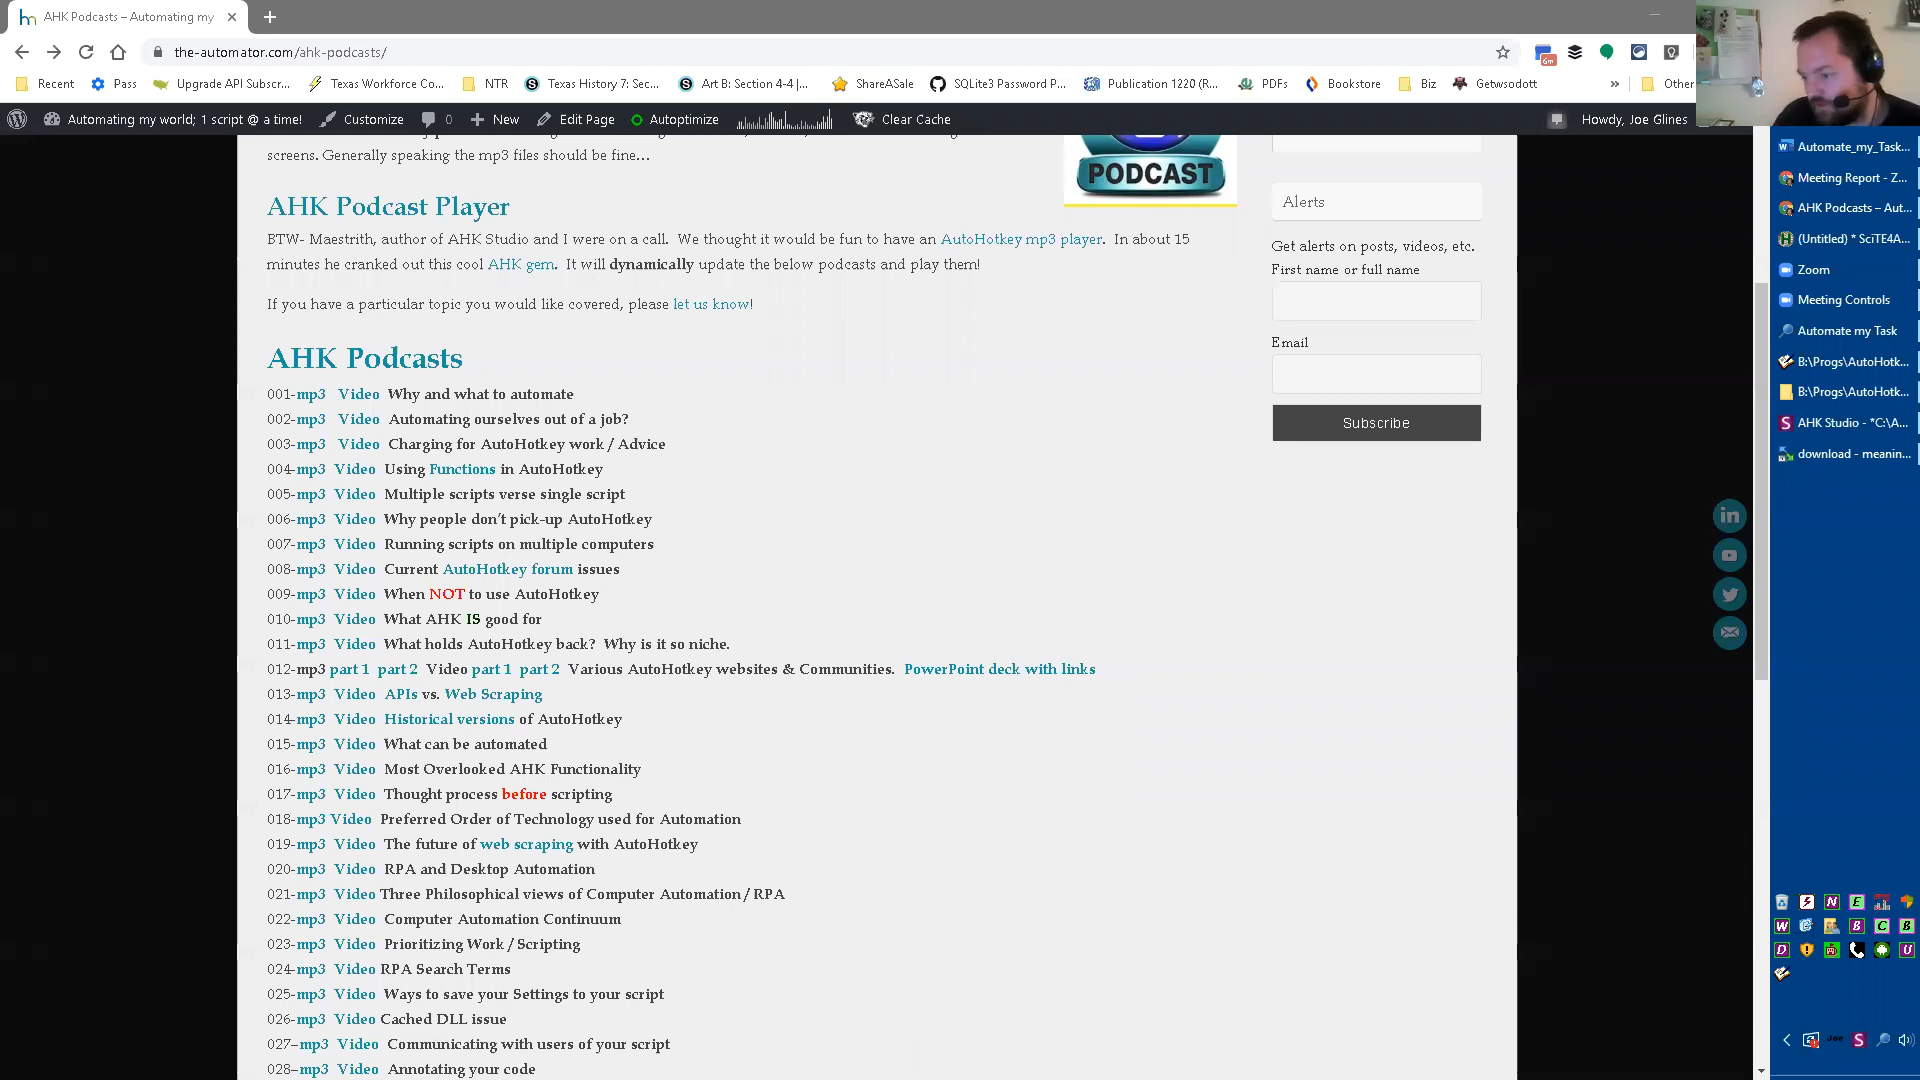 AHK Podcasts – Automating my
the-automator.com/ahk-podcasts/
6m
Recent Pass Upgrade API Subscr... Texas Workforce Co... NTR Texas History 7: Sec... Art B: Section 4-4 |... ShareASale SQLite3 Password P... Publication 1220 (R... PDFs Bookstore Biz Getwsodott » Other
Automating my world; 1 script @ a time! Customize 0 New Edit Page Autoptimize Clear Cache Howdy, Joe Glines
screens. Generally speaking the mp3 files should be fine…
PODCAST
AHK Podcast Player
BTW- Maestrith, author of AHK Studio and I were on a call. We thought it would be fun to have an AutoHotkey mp3 player. In about 15
minutes he cranked out this cool AHK gem. It will dynamically update the below podcasts and play them!
If you have a particular topic you would like covered, please let us know!
AHK Podcasts
001-mp3 Video Why and what to automate
002-mp3 Video Automating ourselves out of a job?
003-mp3 Video Charging for AutoHotkey work / Advice
004-mp3 Video Using Functions in AutoHotkey
005-mp3 Video Multiple scripts verse single script
006-mp3 Video Why people don't pick-up AutoHotkey
007-mp3 Video Running scripts on multiple computers
008-mp3 Video Current AutoHotkey forum issues
009-mp3 Video When NOT to use AutoHotkey
010-mp3 Video What AHK IS good for
011-mp3 Video What holds AutoHotkey back? Why is it so niche.
012-mp3 part 1 part 2 Video part 1 part 2 Various AutoHotkey websites & Communities. PowerPoint deck with links
013-mp3 Video APIs vs. Web Scraping
014-mp3 Video Historical versions of AutoHotkey
015-mp3 Video What can be automated
016-mp3 Video Most Overlooked AHK Functionality
017-mp3 Video Thought process before scripting
018-mp3 Video Preferred Order of Technology used for Automation
019-mp3 Video The future of web scraping with AutoHotkey
020-mp3 Video RPA and Desktop Automation
021-mp3 Video Three Philosophical views of Computer Automation / RPA
022-mp3 Video Computer Automation Continuum
023-mp3 Video Prioritizing Work / Scripting
024-mp3 Video RPA Search Terms
025-mp3 Video Ways to save your Settings to your script
026-mp3 Video Cached DLL issue
027–mp3 Video Communicating with users of your script
028–mp3 Video Annotating your code
Alerts
Get alerts on posts, videos, etc.
First name or full name
Email
Subscribe
Automate_my_Task...
Meeting Report - Z...
AHK Podcasts – Aut...
(Untitled) * SciTE4A...
Zoom
Meeting Controls
Automate my Task
B:\Progs\AutoHotk...
B:\Progs\AutoHotk...
AHK Studio - *C:\A...
download - meanin...
Joe